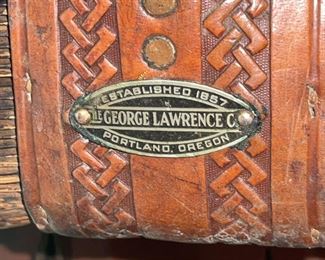 ESTABLISHED 1857
THE GEORGE LAWRENCE CO.
PORTLAND, OREGON